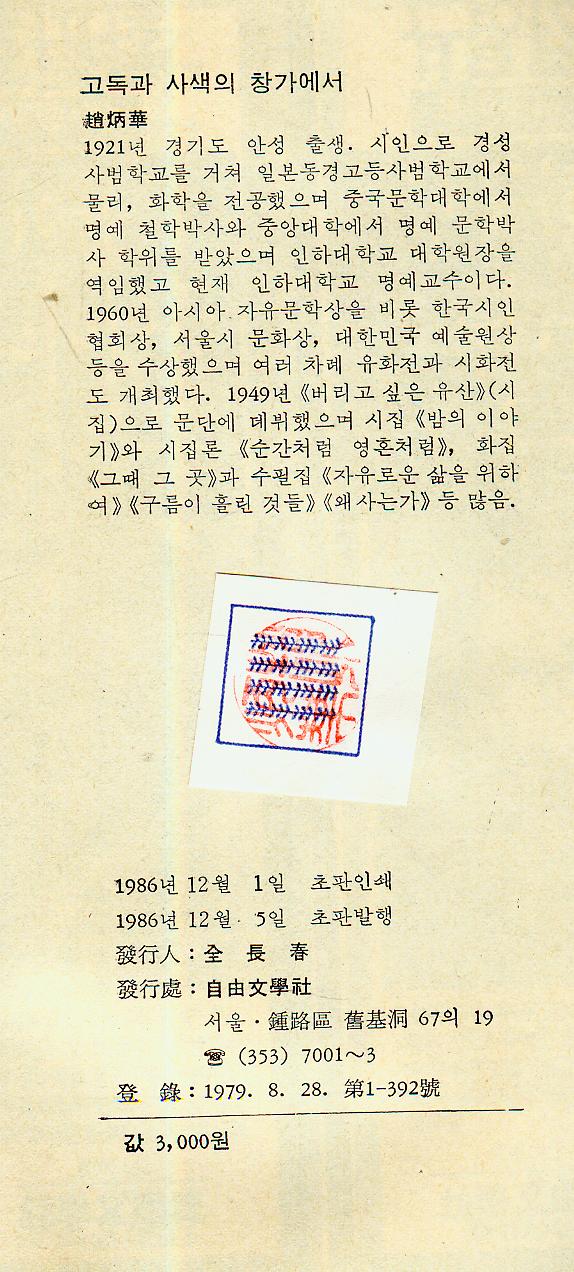 고독과 사색의 창가에서
趙炳華
1921년 경기도 안성 출생. 시인으로 경성
사범학교를 거쳐 일본동경고등사범학교에서
물리, 화학을 전공했으며 중국문학대학에서
명예 철학박사와 중앙대학에서 명예 문학박
사 학위를 받았으며 인하대학교 대학원장을
역임했고 현재 인하대학교 명예교수이다.
1960년 아시아 자유문학상을 비롯 한국시인
협회상, 서울시 문화상, 대한민국 예술원상
등을 수상했으며 여러 차례 유화전과 시화전
도 개최했다. 1949년 《버리고 싶은 유산》(시
집)으로 문단에 데뷔했으며 시집 《밤의 이야
기》와 시집론 《순간처럼 영혼처럼》, 화집
《그때 그 곳》과 수필집 《자유로운 삶을 위하
여》《구름이 흘린 것들》《왜 사는가》 등 많음.
1986년 12월 1일 초판인쇄
1986년 12월 5일 초판발행
發行人 : 全長春
發行處 : 自由文學社
서울·鍾路區 舊基洞 67의 19
☎ (353) 7001~3
登錄 : 1979. 8. 28. 第1-392號
값 3,000원